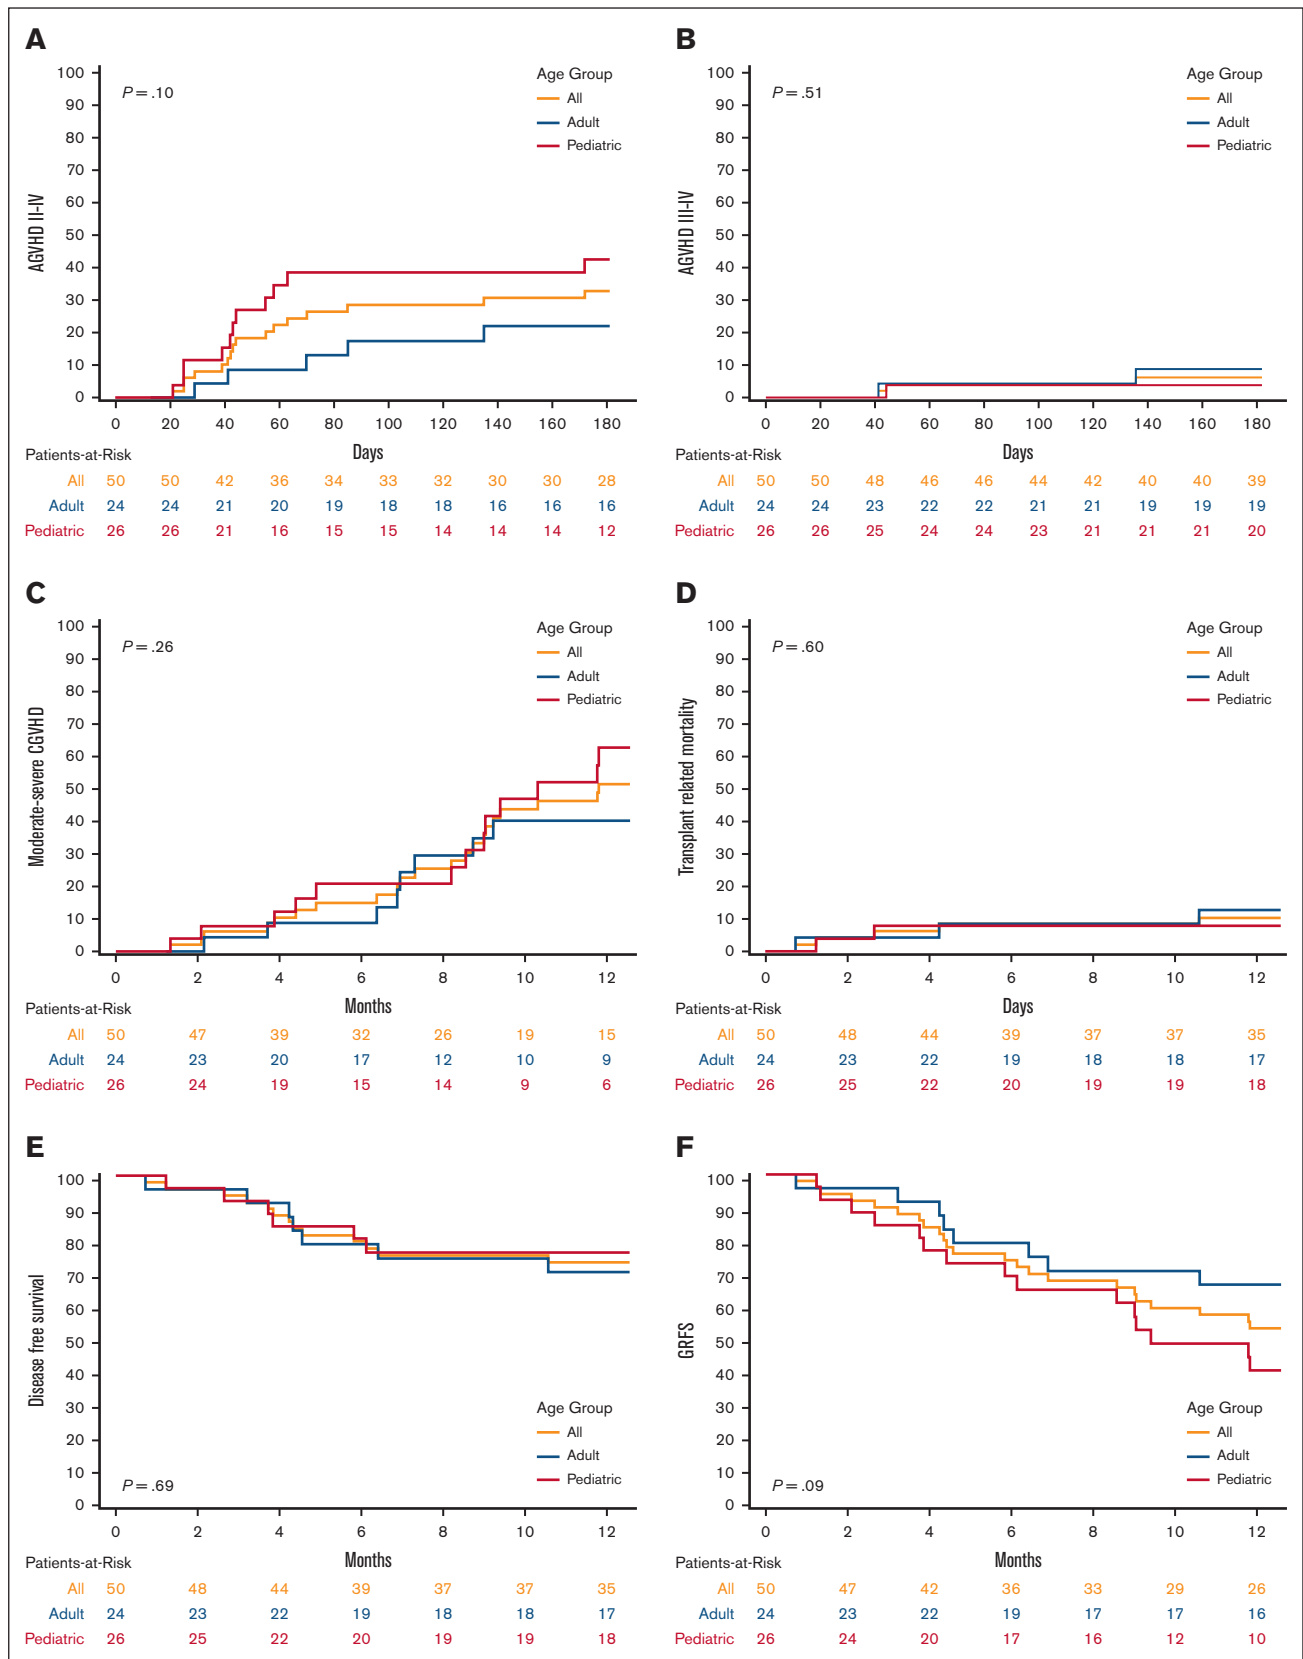 A
AGVHD II-IV
P = .10
Age Group
All
Adult
Pediatric
100
90
80
70
60
50
40
30
20
10
0
0 20 40 60 80 100 120 140 160 180
Days
Patients-at-Risk
All 50 50 42 36 34 33 32 30 30 28
Adult 24 24 21 20 19 18 18 16 16 16
Pediatric 26 26 21 16 15 15 14 14 14 12
B
AGVHD III-IV
P = .51
Age Group
All
Adult
Pediatric
100
90
80
70
60
50
40
30
20
10
0
0 20 40 60 80 100 120 140 160 180
Days
Patients-at-Risk
All 50 50 48 46 46 44 42 40 40 39
Adult 24 24 23 22 22 21 21 19 19 19
Pediatric 26 26 25 24 24 23 21 21 21 20
C
Moderate-severe CGVHD
P = .26
Age Group
All
Adult
Pediatric
100
90
80
70
60
50
40
30
20
10
0
0 2 4 6 8 10 12
Months
Patients-at-Risk
All 50 47 39 32 26 19 15
Adult 24 23 20 17 12 10 9
Pediatric 26 24 19 15 14 9 6
D
Transplant related mortality
P = .60
Age Group
All
Adult
Pediatric
100
90
80
70
60
50
40
30
20
10
0
0 2 4 6 8 10 12
Days
Patients-at-Risk
All 50 48 44 39 37 37 35
Adult 24 23 22 19 18 18 17
Pediatric 26 25 22 20 19 19 18
E
Disease free survival
100
90
80
70
60
50
40
30
20
10
0
Age Group
All
Adult
Pediatric
P = .69
0 2 4 6 8 10 12
Months
Patients-at-Risk
All 50 48 44 39 37 37 35
Adult 24 23 22 19 18 18 17
Pediatric 26 25 22 20 19 19 18
F
GRFS
100
90
80
70
60
50
40
30
20
10
0
Age Group
All
Adult
Pediatric
P = .09
0 2 4 6 8 10 12
Months
Patients-at-Risk
All 50 47 42 36 33 29 26
Adult 24 23 22 19 17 17 16
Pediatric 26 24 20 17 16 12 10